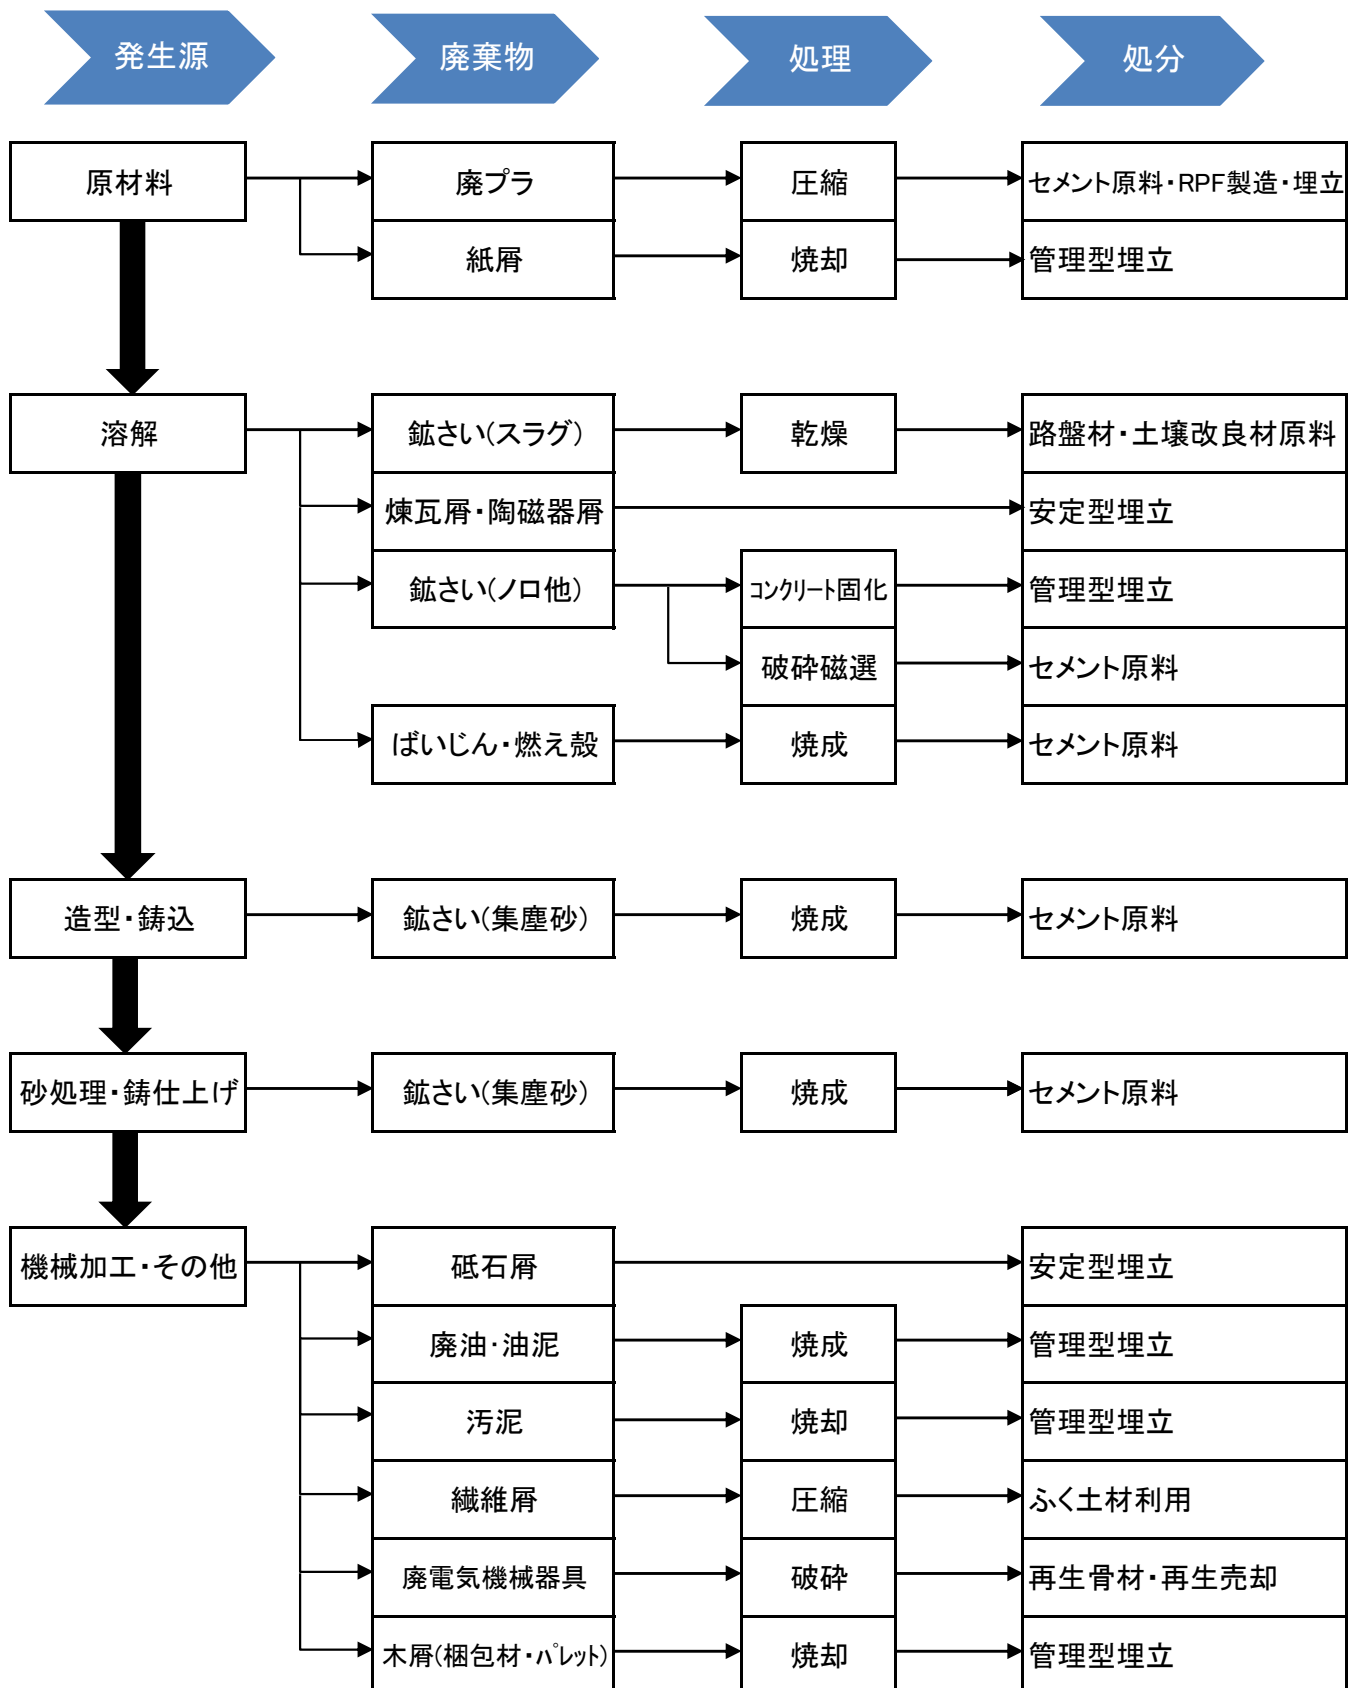 発生源
廃棄物
処理
処分
原材料
廃プラ
圧縮
セメント原料・RPF製造・埋立
紙屑
焼却
管理型埋立
溶解
鉱さい(スラグ)
乾燥
路盤材・土壌改良材原料
煉瓦屑・陶磁器屑
安定型埋立
鉱さい(ノロ他)
コンクリート固化
管理型埋立
破砕磁選
セメント原料
ばいじん・燃え殻
焼成
セメント原料
造型・鋳込
鉱さい(集塵砂)
焼成
セメント原料
砂処理・鋳仕上げ
鉱さい(集塵砂)
焼成
セメント原料
機械加工・その他
砥石屑
安定型埋立
廃油・油泥
焼成
管理型埋立
汚泥
焼却
管理型埋立
繊維屑
圧縮
ふく土材利用
廃電気機械器具
破砕
再生骨材・再生売却
木屑(梱包材・パレット)
焼却
管理型埋立